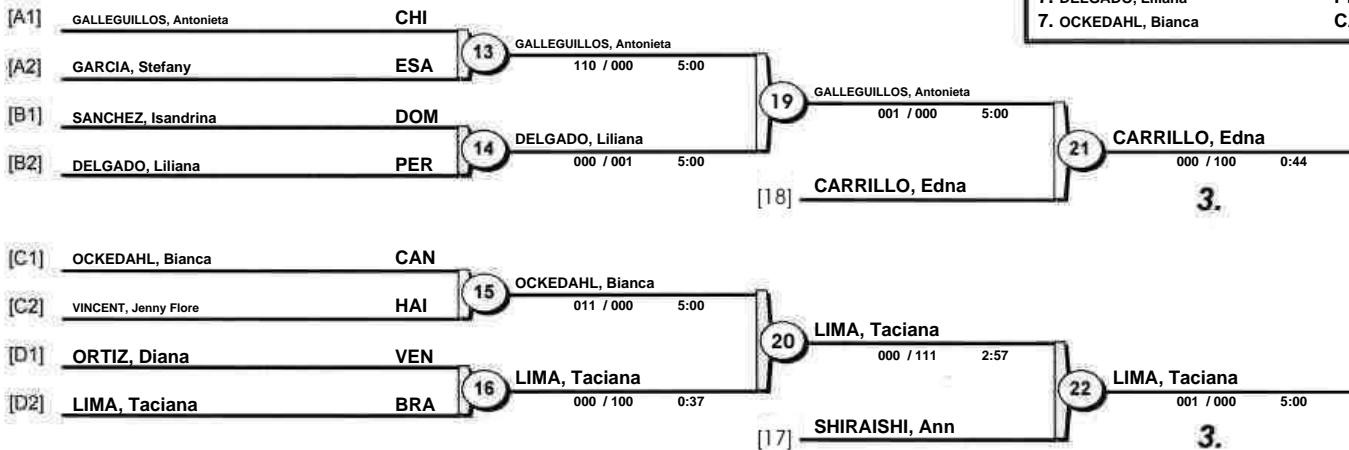 7. OCKEDAHL, Bianca
[A1] GALLEGUILLOS, Antonieta CHI
13 GALLEGUILLOS, Antonieta
110 / 000 5:00
[A2] GARCIA, Stefany ESA
19 GALLEGUILLOS, Antonieta
001 / 000 5:00
[B1] SANCHEZ, Isandrina DOM
14 DELGADO, Liliana
000 / 001 5:00
[B2] DELGADO, Liliana PER
21 CARRILLO, Edna
000 / 100 0:44
[18] CARRILLO, Edna
3.
[C1] OCKEDAHL, Bianca CAN
15 OCKEDAHL, Bianca
011 / 000 5:00
[C2] VINCENT, Jenny Flore HAI
20 LIMA, Taciana
000 / 111 2:57
[D1] ORTIZ, Diana VEN
16 LIMA, Taciana
000 / 100 0:37
[D2] LIMA, Taciana BRA
22 LIMA, Taciana
001 / 000 5:00
[17] SHIRAISHI, Ann
3.